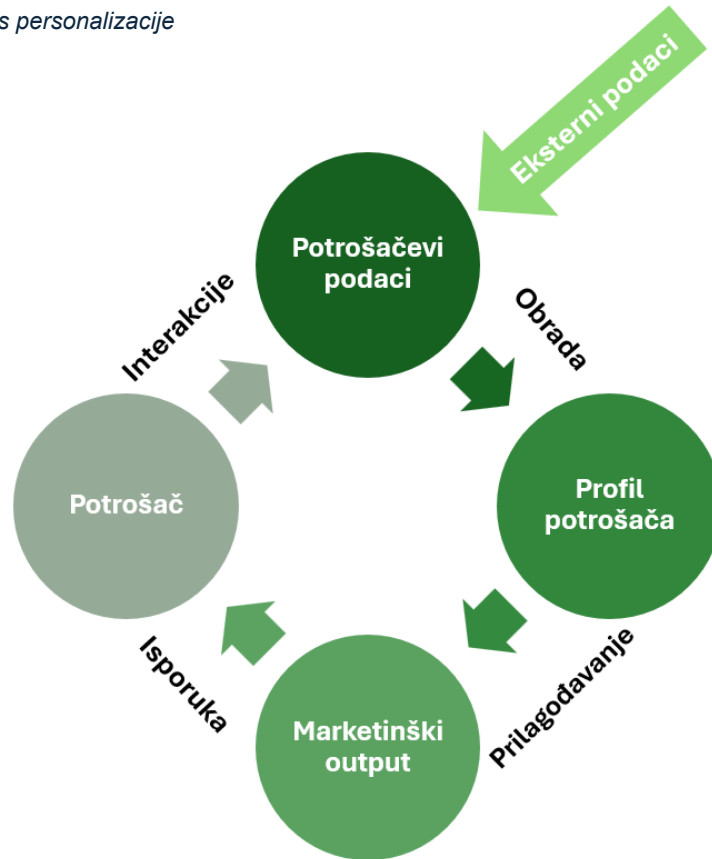 s personalizacije
Eksterni podaci
Potrošačevi
podaci
Interakcije
Obrada
Potrošač
Profil
potrošača
Isporuka
Prilagođavanje
Marketinški
output